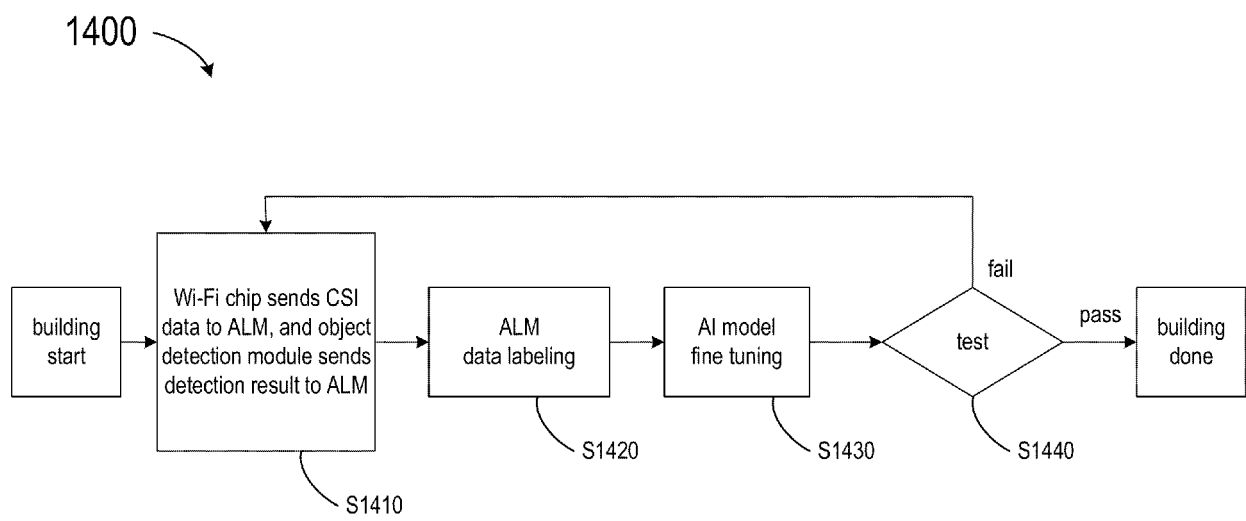 1400
building
start
Wi-Fi chip sends CSI
data to ALM, and object
detection module sends
detection result to ALM
S1410
ALM
data labeling
S1420
AI model
fine tuning
S1430
test
S1440
fail
pass
building
done